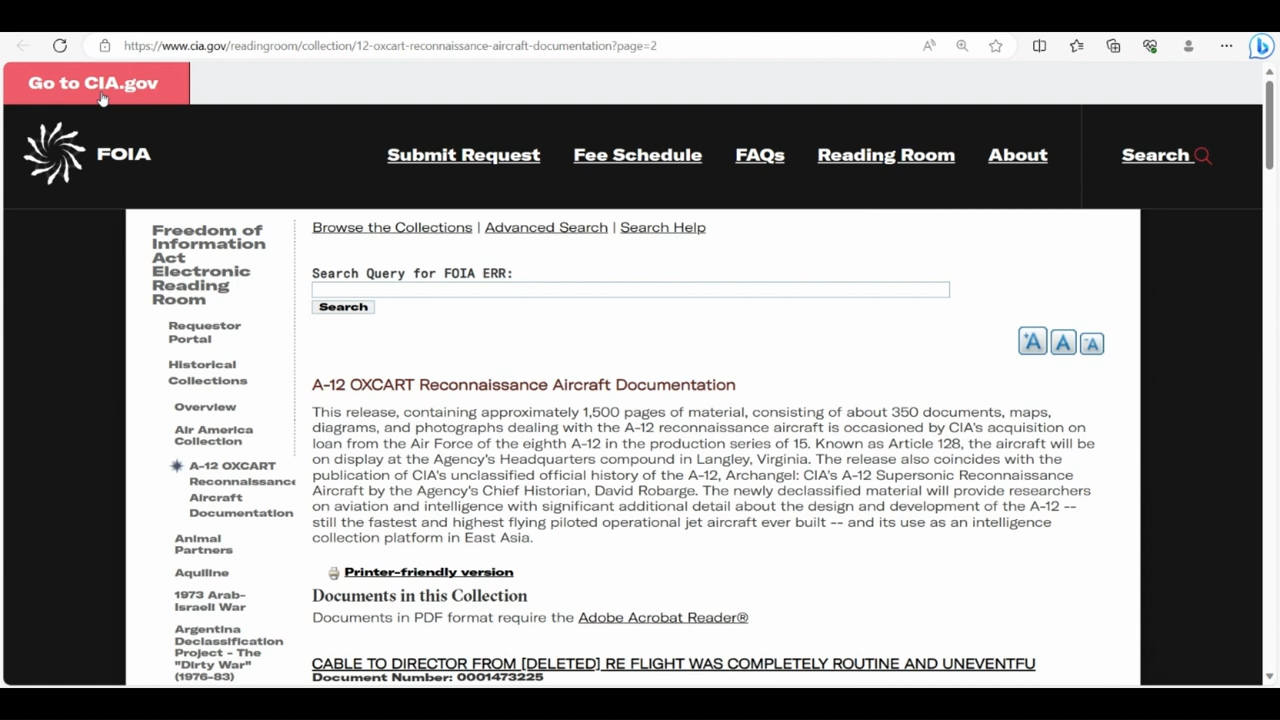 https://www.cia.gov/readingroom/collection/12-oxcart-reconnaissance-aircraft-documentation?page=2
Go to CIA.gov
FOIA
Submit Request
Fee Schedule
FAQs
Reading Room
About
Search
Freedom of
Information
Act
Electronic
Reading
Room
Requestor
Portal
Historical
Collections
Overview
Air America
Collection
A-12 OXCART
Reconnaissance
Aircraft
Documentation
Animal
Partners
Aquiline
1973 Arab-
Israeli War
Argentina
Declassification
Project - The
"Dirty War"
(1976-83)
Browse the Collections | Advanced Search | Search Help
Search Query for FOIA ERR:
Search
+A A -A
A-12 OXCART Reconnaissance Aircraft Documentation
This release, containing approximately 1,500 pages of material, consisting of about 350 documents, maps,
diagrams, and photographs dealing with the A-12 reconnaissance aircraft is occasioned by CIA's acquisition on
loan from the Air Force of the eighth A-12 in the production series of 15. Known as Article 128, the aircraft will be
on display at the Agency's Headquarters compound in Langley, Virginia. The release also coincides with the
publication of CIA's unclassified official history of the A-12, Archangel: CIA's A-12 Supersonic Reconnaissance
Aircraft by the Agency's Chief Historian, David Robarge. The newly declassified material will provide researchers
on aviation and intelligence with significant additional detail about the design and development of the A-12 --
still the fastest and highest flying piloted operational jet aircraft ever built -- and its use as an intelligence
collection platform in East Asia.
Printer-friendly version
Documents in this Collection
Documents in PDF format require the Adobe Acrobat Reader®
CABLE TO DIRECTOR FROM [DELETED] RE FLIGHT WAS COMPLETELY ROUTINE AND UNEVENTFU
Document Number: 0001473225